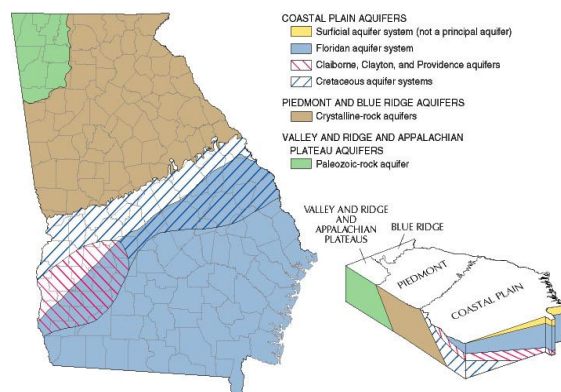 COASTAL PLAIN AQUIFERS
Surficial aquifer system (not a principal aquifer)
Floridan aquifer system
Claiborne, Clayton, and Providence aquifers
Cretaceous aquifer systems
PIEDMONT AND BLUE RIDGE AQUIFERS
Crystalline-rock aquifers
VALLEY AND RIDGE AND APPALACHIAN
PLATEAU AQUIFERS
Paleozoic-rock aquifer
VALLEY AND RIDGE
AND APPALACHIAN
PLATEAUS
BLUE RIDGE
PIEDMONT
COASTAL PLAIN